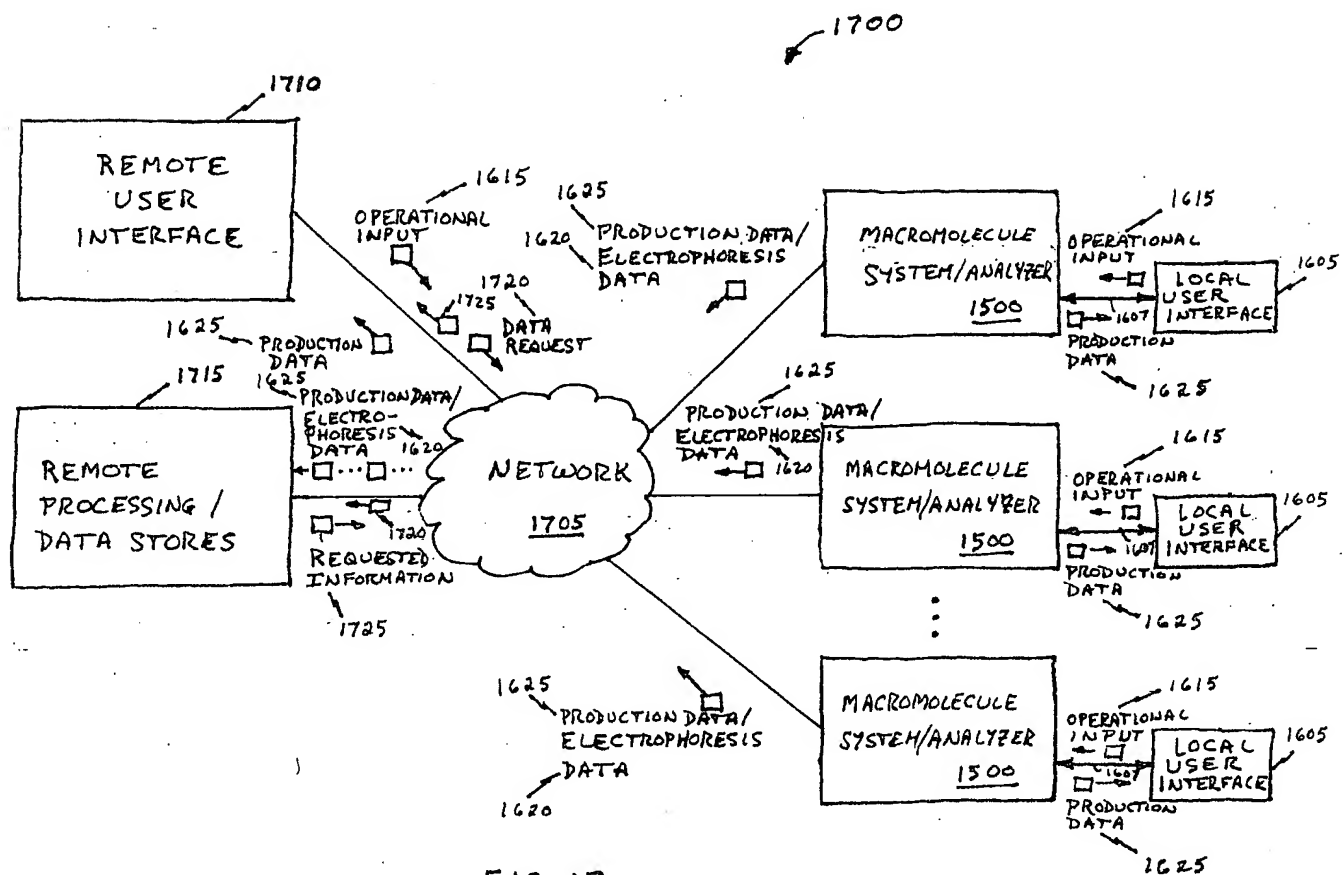 1700
1710
REMOTE
USER
INTERFACE
1615
OPERATIONAL
INPUT
1720
1725
DATA
REQUEST
1625
PRODUCTION
DATA
1715
REMOTE
PROCESSING /
DATA STORES
1625
PRODUCTION DATA/
ELECTRO-
PHORESIS
DATA
1620
1720
REQUESTED
INFORMATION
1725
NETWORK
1705
1625
1620
PRODUCTION DATA/
ELECTROPHORESIS
DATA
1625
PRODUCTION DATA/
ELECTROPHORESIS
DATA
1620
1625
PRODUCTION DATA/
ELECTROPHORESIS
DATA
1620
MACROMOLECULE
SYSTEM/ANALYZER
1500
1615
OPERATIONAL
INPUT
1607
PRODUCTION
DATA
1625
LOCAL
USER
INTERFACE
1605
MACROMOLECULE
SYSTEM/ANALYZER
1500
1615
OPERATIONAL
INPUT
1607
PRODUCTION
DATA
1625
LOCAL
USER
INTERFACE
1605
MACROMOLECULE
SYSTEM/ANALYZER
1500
1615
OPERATIONAL
INPUT
1607
PRODUCTION
DATA
1625
LOCAL
USER
INTERFACE
1605